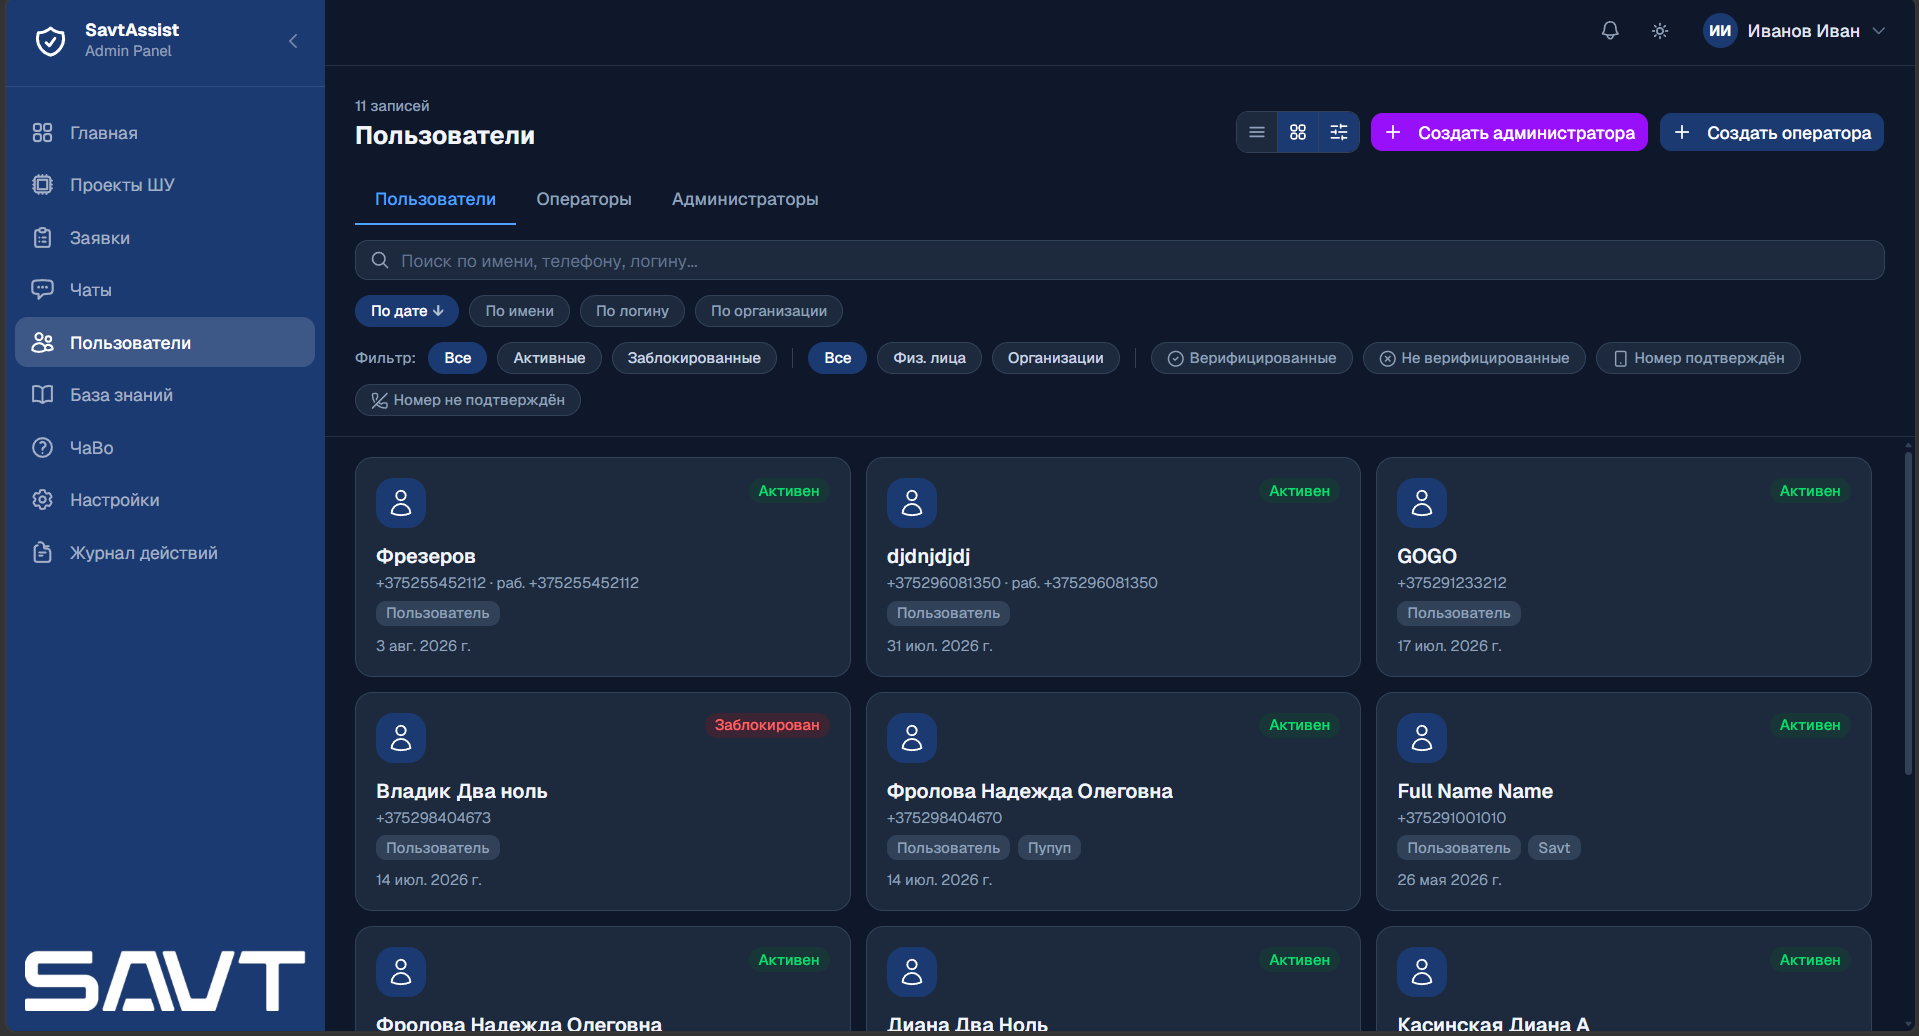 SavtAssist
Admin Panel
Главная
Проекты ШУ
Заявки
Чаты
Пользователи
База знаний
ЧаВо
Настройки
Журнал действий
SAVT
ИИ Иванов Иван
11 записей
Пользователи
Создать администратора
Создать оператора
Пользователи Операторы Администраторы
Поиск по имени, телефону, логину...
По дате ↓ По имени По логину По организации
Фильтр: Все Активные Заблокированные Все Физ. лица Организации Верифицированные Не верифицированные Номер подтверждён
Номер не подтверждён
Активен
Фрезеров
+375255452112 · раб. +375255452112
Пользователь
3 авг. 2026 г.
Активен
djdnjdjdj
+375296081350 · раб. +375296081350
Пользователь
31 июл. 2026 г.
Активен
GOGO
+375291233212
Пользователь
17 июл. 2026 г.
Заблокирован
Владик Два ноль
+375298404673
Пользователь
14 июл. 2026 г.
Активен
Фролова Надежда Олеговна
+375298404670
Пользователь Пупуп
14 июл. 2026 г.
Активен
Full Name Name
+375291001010
Пользователь Savt
26 мая 2026 г.
Активен
Фролова Надежда Олеговна
Активен
Диана Два Ноль
Активен
Касинская Диана А